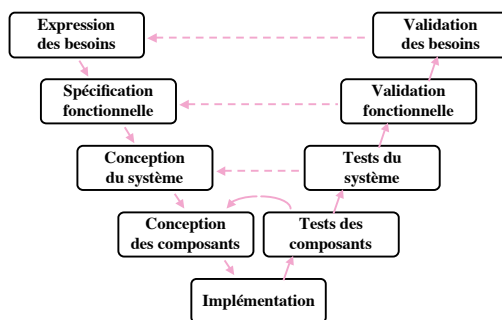 Expression
des besoins
Validation
des besoins
Spécification
fonctionnelle
Validation
fonctionnelle
Conception
du système
Tests du
système
Conception
des composants
Tests des
composants
Implémentation